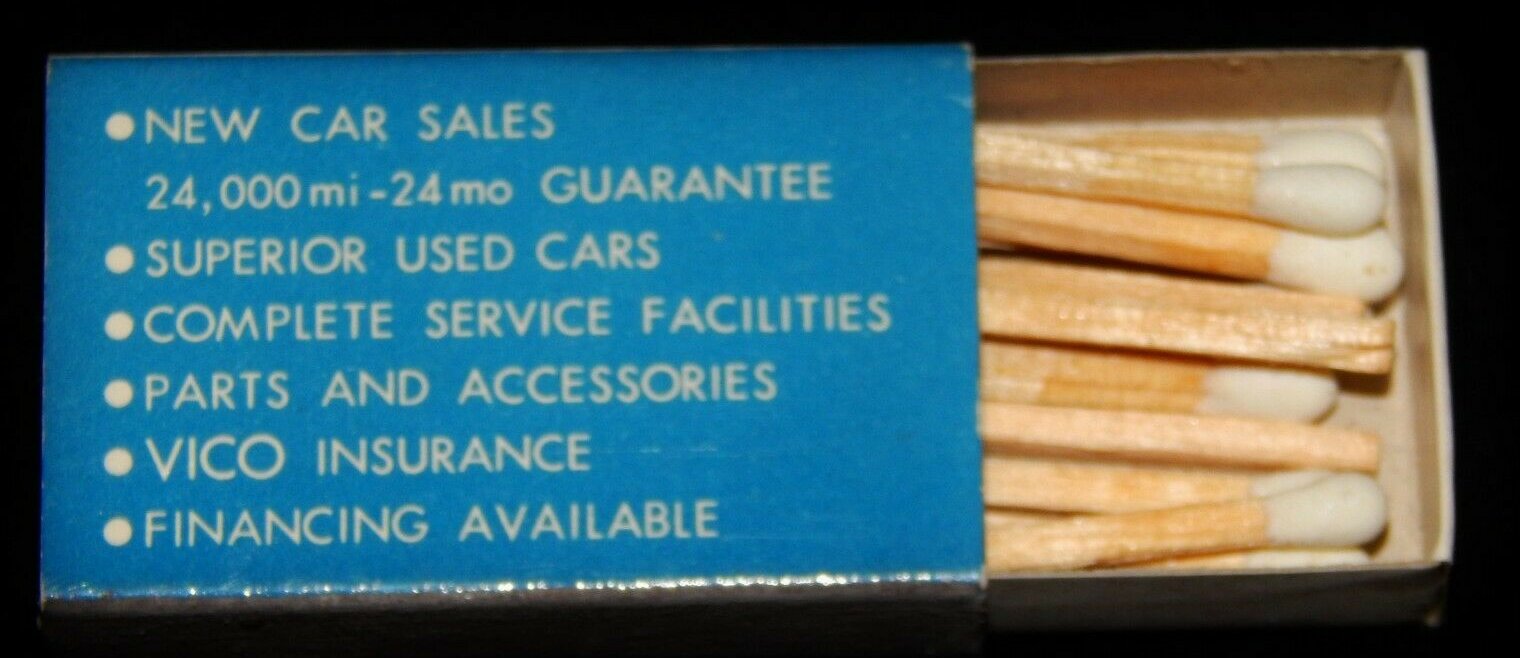 • NEW CAR SALES
24,000 mi - 24 mo GUARANTEE
• SUPERIOR USED CARS
• COMPLETE SERVICE FACILITIES
• PARTS AND ACCESSORIES
• VICO INSURANCE
• FINANCING AVAILABLE